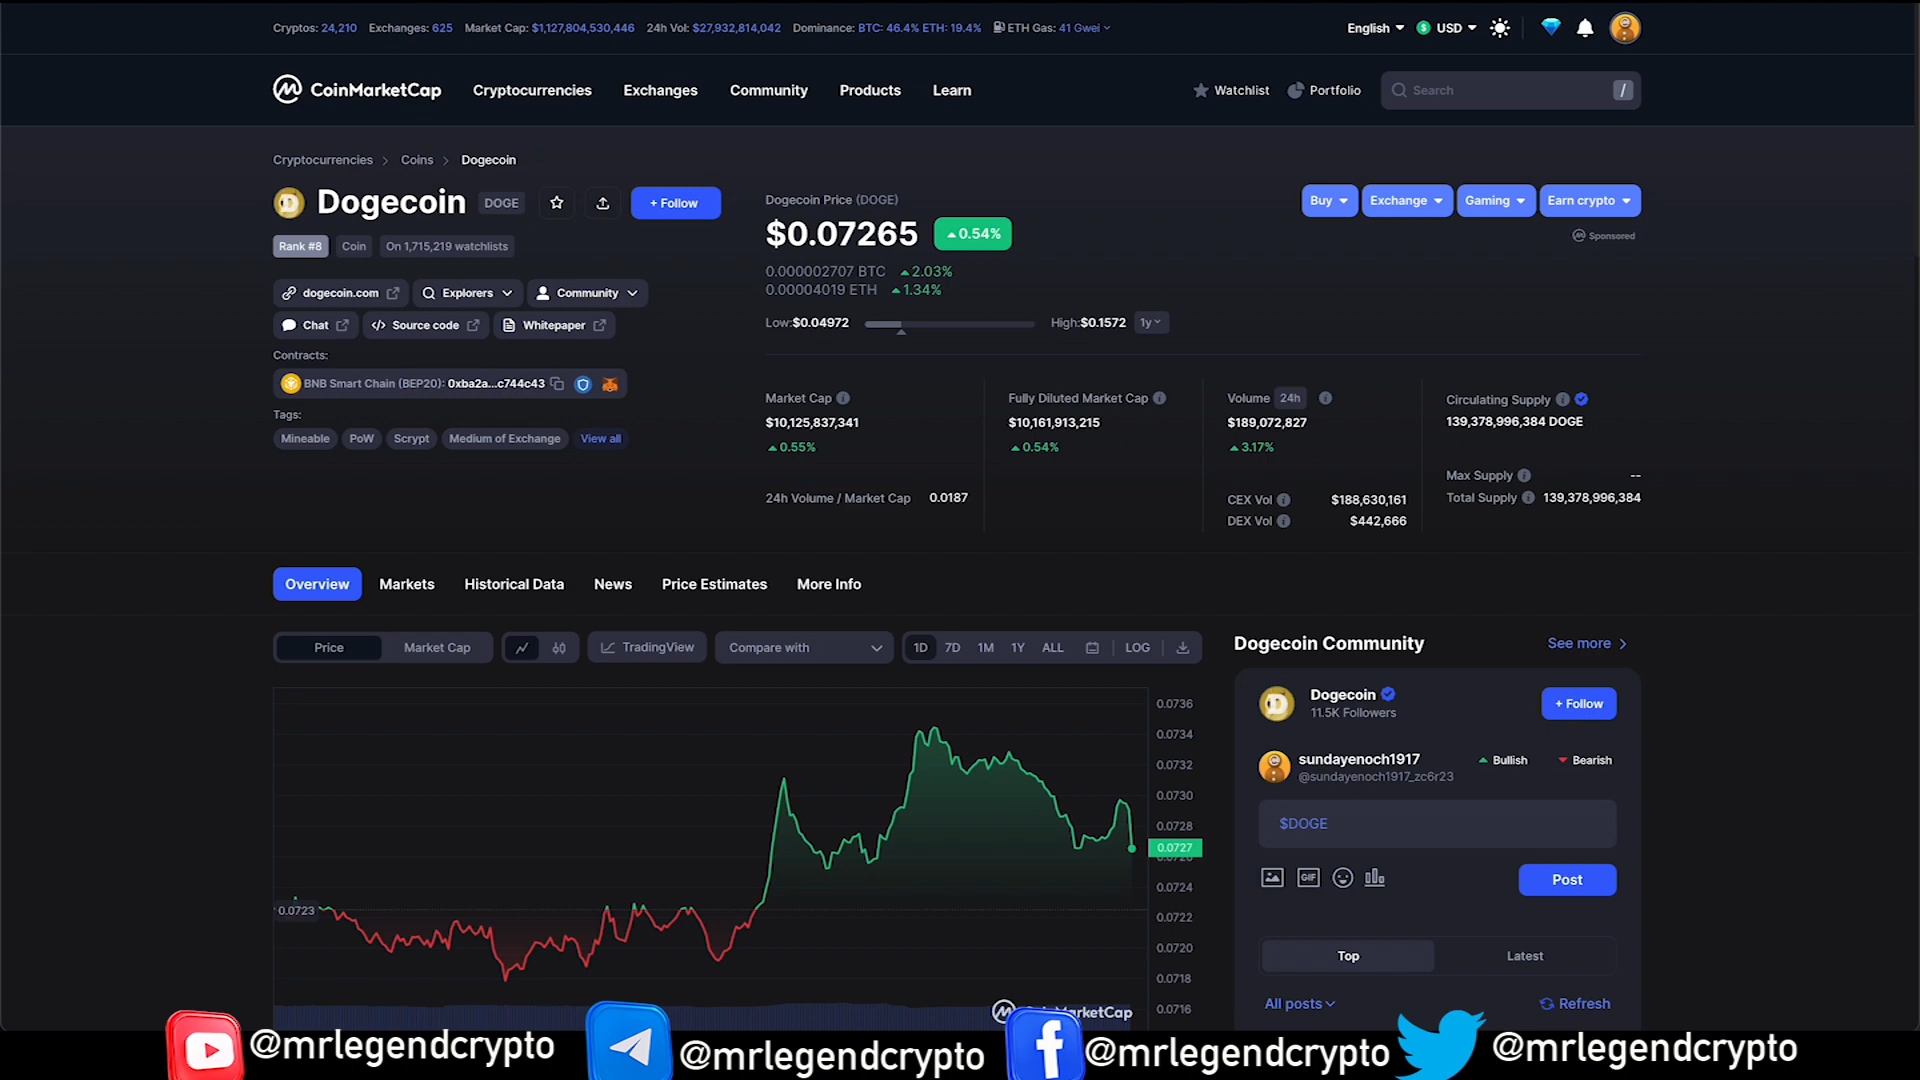 Cryptos: 24,210 Exchanges: 625 Market Cap: $1,127,804,530,446 24h Vol: $27,932,814,042 Dominance: BTC: 46.4% ETH: 19.4% ETH Gas: 41 Gwei
English USD
CoinMarketCap Cryptocurrencies Exchanges Community Products Learn
Watchlist Portfolio Search /
Cryptocurrencies Coins Dogecoin
Dogecoin DOGE + Follow
Rank #8 Coin On 1,715,219 watchlists
dogecoin.com Explorers Community
Chat Source code Whitepaper
Contracts:
BNB Smart Chain (BEP20): 0xba2a...c744c43
Tags:
Mineable PoW Scrypt Medium of Exchange View all
Dogecoin Price (DOGE)
$0.07265 0.54%
0.000002707 BTC 2.03%
0.00004019 ETH 1.34%
Low:$0.04972 High:$0.1572 1y
Buy Exchange Gaming Earn crypto
Sponsored
Market Cap
$10,125,837,341
0.55%
24h Volume / Market Cap 0.0187
Fully Diluted Market Cap
$10,161,913,215
0.54%
Volume 24h
$189,072,827
3.17%
CEX Vol $188,630,161
DEX Vol $442,666
Circulating Supply
139,378,996,384 DOGE
Max Supply --
Total Supply 139,378,996,384
Overview Markets Historical Data News Price Estimates More Info
Price Market Cap TradingView Compare with 1D 7D 1M 1Y ALL LOG
0.0736
0.0734
0.0732
0.0730
0.0728
0.0727
0.0724
0.0722
0.0720
0.0718
0.0716
0.0723
Dogecoin Community See more
Dogecoin
11.5K Followers
+ Follow
sundayenoch1917
@sundayenoch1917_zc6r23
Bullish Bearish
$DOGE
GIF
Post
Top Latest
All posts Refresh
@mrlegendcrypto @mrlegendcrypto @mrlegendcrypto @mrlegendcrypto